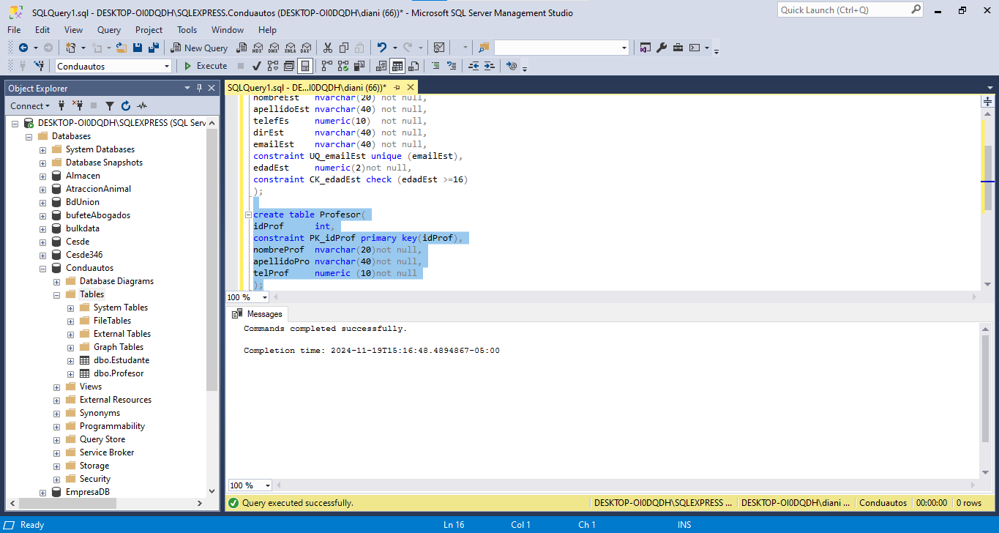 SQLQuery1.sql - DESKTOP-OI0DQDH\SQLEXPRESS.Conduautos (DESKTOP-OI0DQDH\diani (66))* - Microsoft SQL Server Management Studio
Quick Launch (Ctrl+Q)
File Edit View Query Project Tools Window Help
New Query MDX DMX XMLA DAX
Conduautos Execute
Object Explorer
Connect
DESKTOP-OI0DQDH\SQLEXPRESS (SQL Serv
Databases
System Databases
Database Snapshots
Almacen
AtraccionAnimal
BdUnion
bufeteAbogados
bulkdata
Cesde
Cesde346
Conduautos
Database Diagrams
Tables
System Tables
FileTables
External Tables
Graph Tables
dbo.Estudante
dbo.Profesor
Views
External Resources
Synonyms
Programmability
Query Store
Service Broker
Storage
Security
EmpresaDB
SQLQuery1.sql - DE...I0DQDH\diani (66))*
nombreEst nvarchar(20) not null,
apellidoEst nvarchar(40) not null,
telefEs numeric(10) not null,
dirEst nvarchar(40) not null,
emailEst nvarchar(40) not null,
constraint UQ_emailEst unique (emailEst),
edadEst numeric(2)not null,
constraint CK_edadEst check (edadEst >=16)
);
create table Profesor(
idProf int,
constraint PK_idProf primary key(idProf),
nombreProf nvarchar(20)not null,
apellidoPro nvarchar(40)not null,
telProf numeric (10)not null
);
100 %
Messages
Commands completed successfully.
Completion time: 2024-11-19T15:16:48.4894867-05:00
100 %
Query executed successfully. DESKTOP-OI0DQDH\SQLEXPRESS ... DESKTOP-OI0DQDH\diani ... Conduautos 00:00:00 0 rows
Ready Ln 16 Col 1 Ch 1 INS